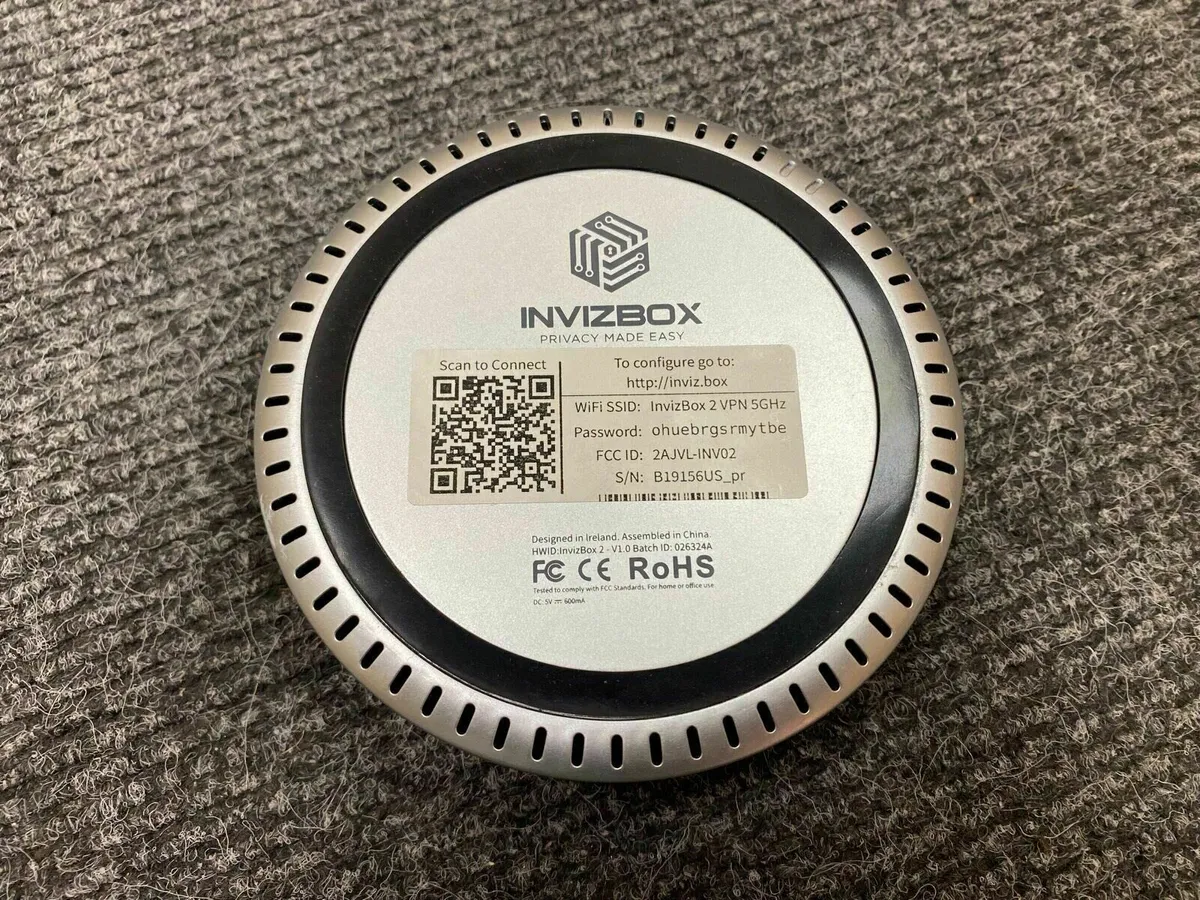 INVIZBOX
PRIVACY MADE EASY
Scan to Connect
To configure go to:
http://inviz.box
WiFi SSID: InvizBox 2 VPN 5GHz
Password: ohuebrgsrmytbe
FCC ID: 2AJVL-INV02
S/N: B19156US_pr
Designed in Ireland. Assembled in China.
HWID:InvizBox 2 - V1.0 Batch ID: 026324A
FC CE RoHS
Tested to comply with FCC Standards. For home or office use
DC: 5V ⎓ 600mA